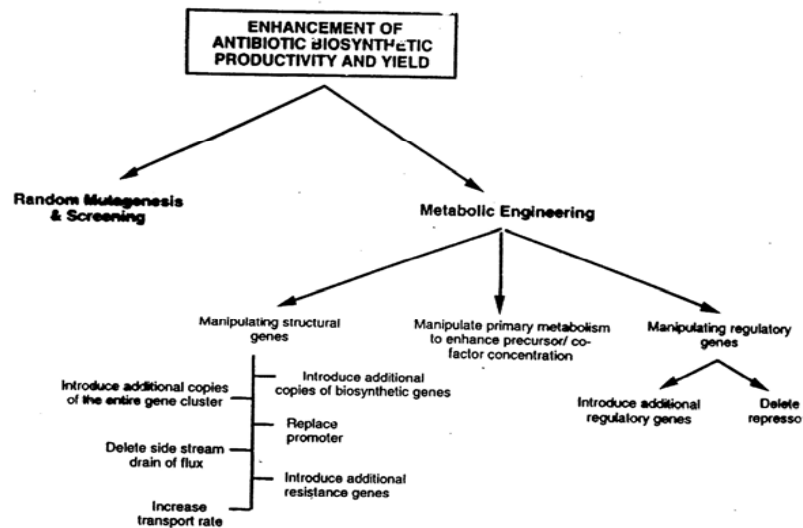 ENHANCEMENT OF
ANTIBIOTIC BIOSYNTHETIC
PRODUCTIVITY AND YIELD
Random Mutagenesis
& Screening
Metabolic Engineering
Manipulating structural
genes
Manipulate primary metabolism
to enhance precursor/ co-
factor concentration
Manipulating regulatory
genes
Introduce additional copies
of the entire gene cluster
Introduce additional
copies of biosynthetic genes
Replace
promoter
Delete side stream
drain of flux
Introduce additional
resistance genes
Increase
transport rate
Introduce additional
regulatory genes
Delete
represso